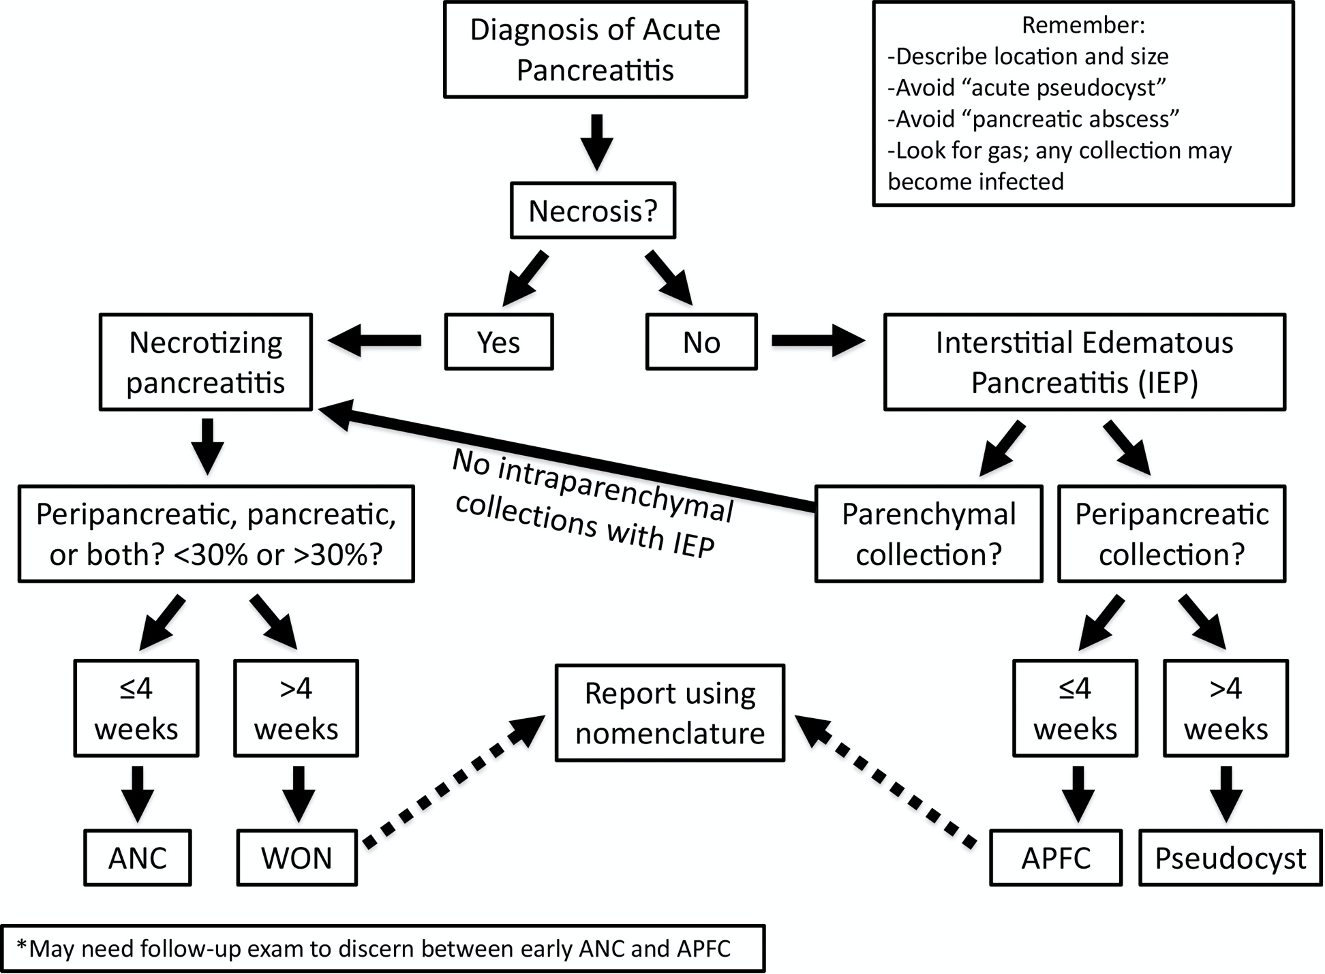 Diagnosis of Acute
Pancreatitis
Remember:
-Describe location and size
-Avoid “acute pseudocyst”
-Avoid “pancreatic abscess”
-Look for gas; any collection may
become infected
Necrosis?
Yes
No
Necrotizing
pancreatitis
Interstitial Edematous
Pancreatitis (IEP)
No intraparenchymal
collections with IEP
Peripancreatic, pancreatic,
or both? <30% or >30%?
Parenchymal
collection?
Peripancreatic
collection?
≤4
weeks
>4
weeks
Report using
nomenclature
≤4
weeks
>4
weeks
ANC
WON
APFC
Pseudocyst
*May need follow-up exam to discern between early ANC and APFC